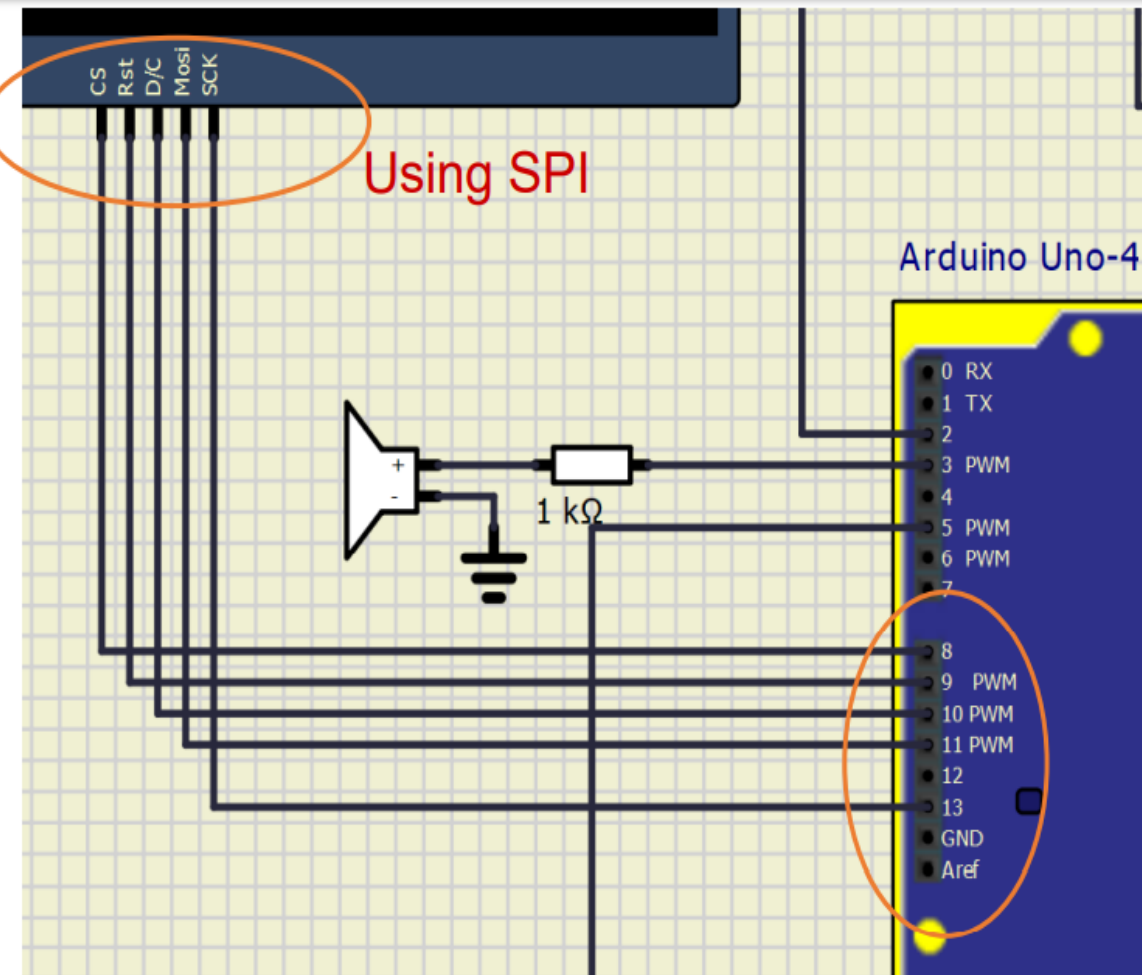 CS
Rst
D/C
Mosi
SCK
Using SPI
Arduino Uno-4
0 RX
1 TX
2
3 PWM
4
5 PWM
6 PWM
7
+
-
1 kΩ
8
9 PWM
10 PWM
11 PWM
12
13
GND
Aref